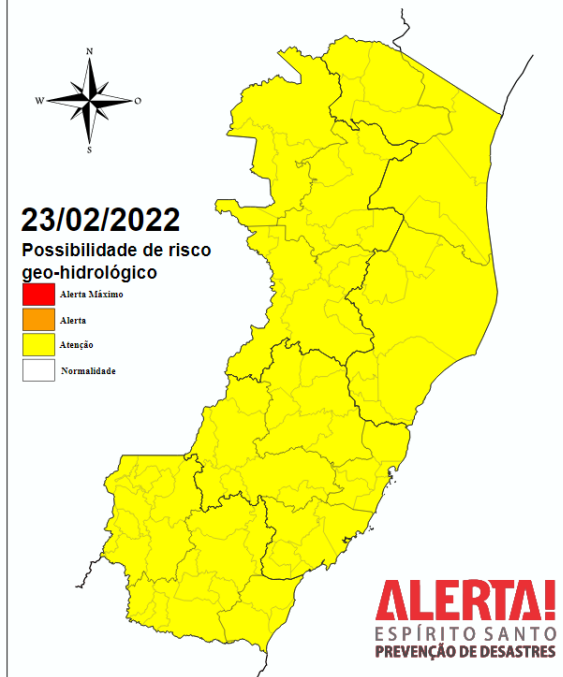 N
W
O
S
23/02/2022
Possibilidade de risco
geo-hidrológico
Alerta Máximo
Alerta
Atenção
Normalidade
ALERTA!
ESPÍRITO SANTO
PREVENÇÃO DE DESASTRES